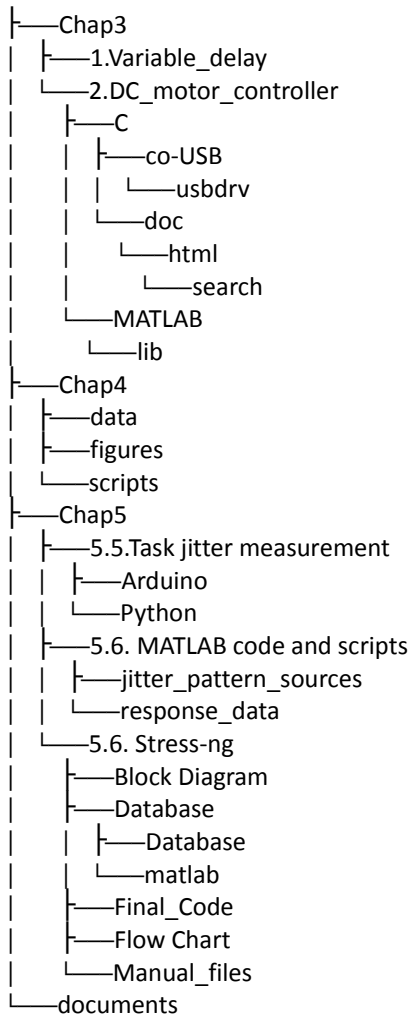 ├──Chap3
│ ├──1.Variable_delay
│ └──2.DC_motor_controller
│ ├──C
│ │ ├──co-USB
│ │ │ └──usbdrv
│ │ └──doc
│ │ └──html
│ │ └──search
│ └──MATLAB
│ └──lib
├──Chap4
│ ├──data
│ ├──figures
│ └──scripts
├──Chap5
│ ├──5.5.Task jitter measurement
│ │ ├──Arduino
│ │ └──Python
│ ├──5.6. MATLAB code and scripts
│ │ ├──jitter_pattern_sources
│ │ └──response_data
│ └──5.6. Stress-ng
│ ├──Block Diagram
│ ├──Database
│ │ ├──Database
│ │ └──matlab
│ ├──Final_Code
│ ├──Flow Chart
│ └──Manual_files
└──documents